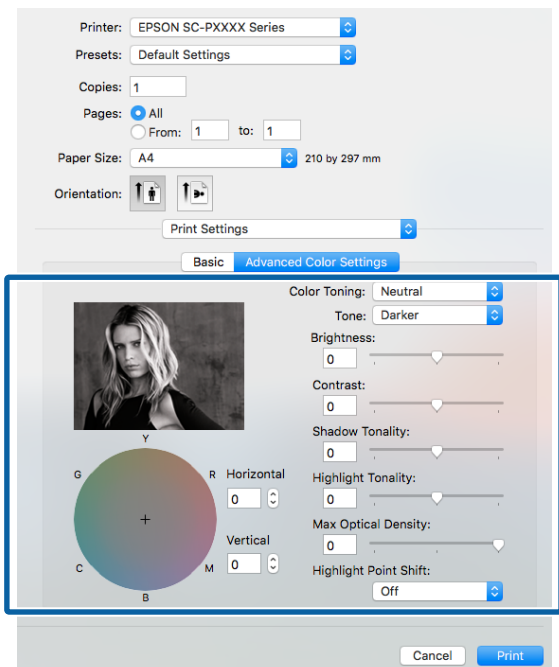 Printer: EPSON SC-PXXXX Series
Presets: Default Settings
Copies: 1
Pages: All
From: 1 to: 1
Paper Size: A4 210 by 297 mm
Orientation:
Print Settings
Basic Advanced Color Settings
Color Toning: Neutral
Tone: Darker
Brightness:
0
Contrast:
0
Shadow Tonality:
0
Highlight Tonality:
0
Max Optical Density:
0
Highlight Point Shift:
Off
Y
G R
C M
B
Horizontal
0
Vertical
0
Cancel Print